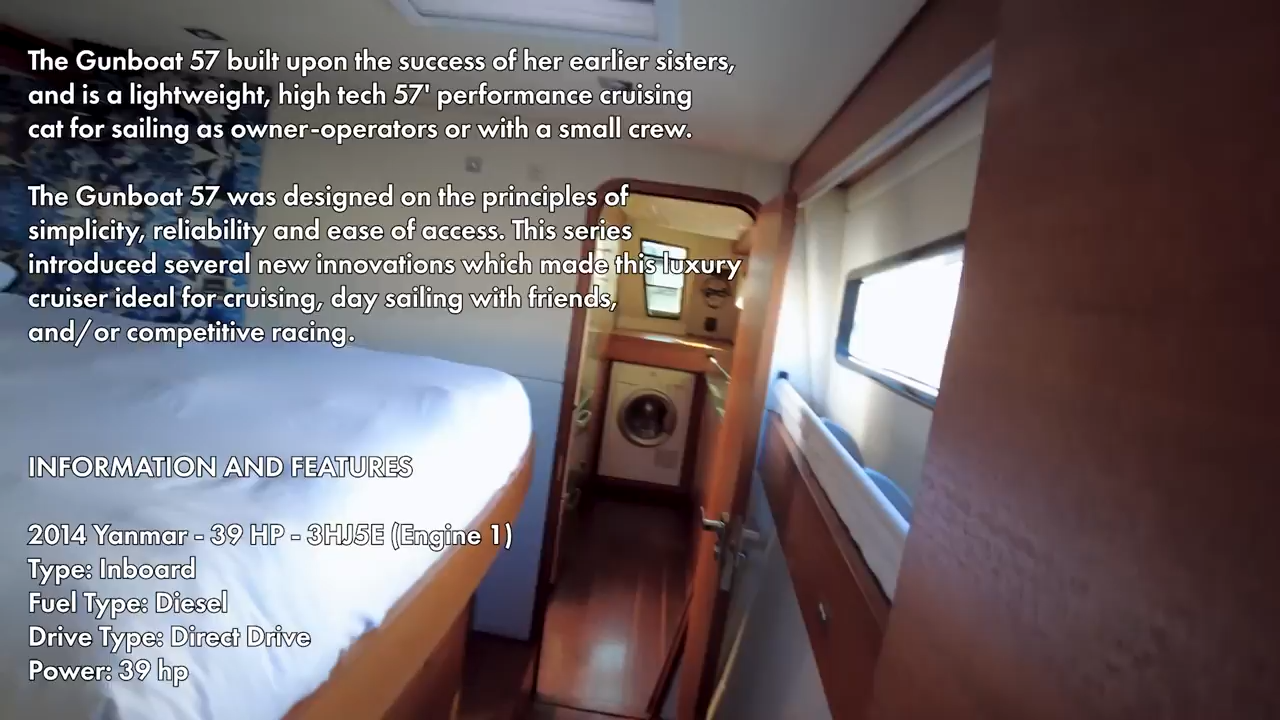 The Gunboat 57 built upon the success of her earlier sisters,
and is a lightweight, high tech 57' performance cruising
cat for sailing as owner-operators or with a small crew.
The Gunboat 57 was designed on the principles of
simplicity, reliability and ease of access. This series
introduced several new innovations which made this luxury
cruiser ideal for cruising, day sailing with friends,
and/or competitive racing.
INFORMATION AND FEATURES
2014 Yanmar - 39 HP - 3HJ5E (Engine 1)
Type: Inboard
Fuel Type: Diesel
Drive Type: Direct Drive
Power: 39 hp